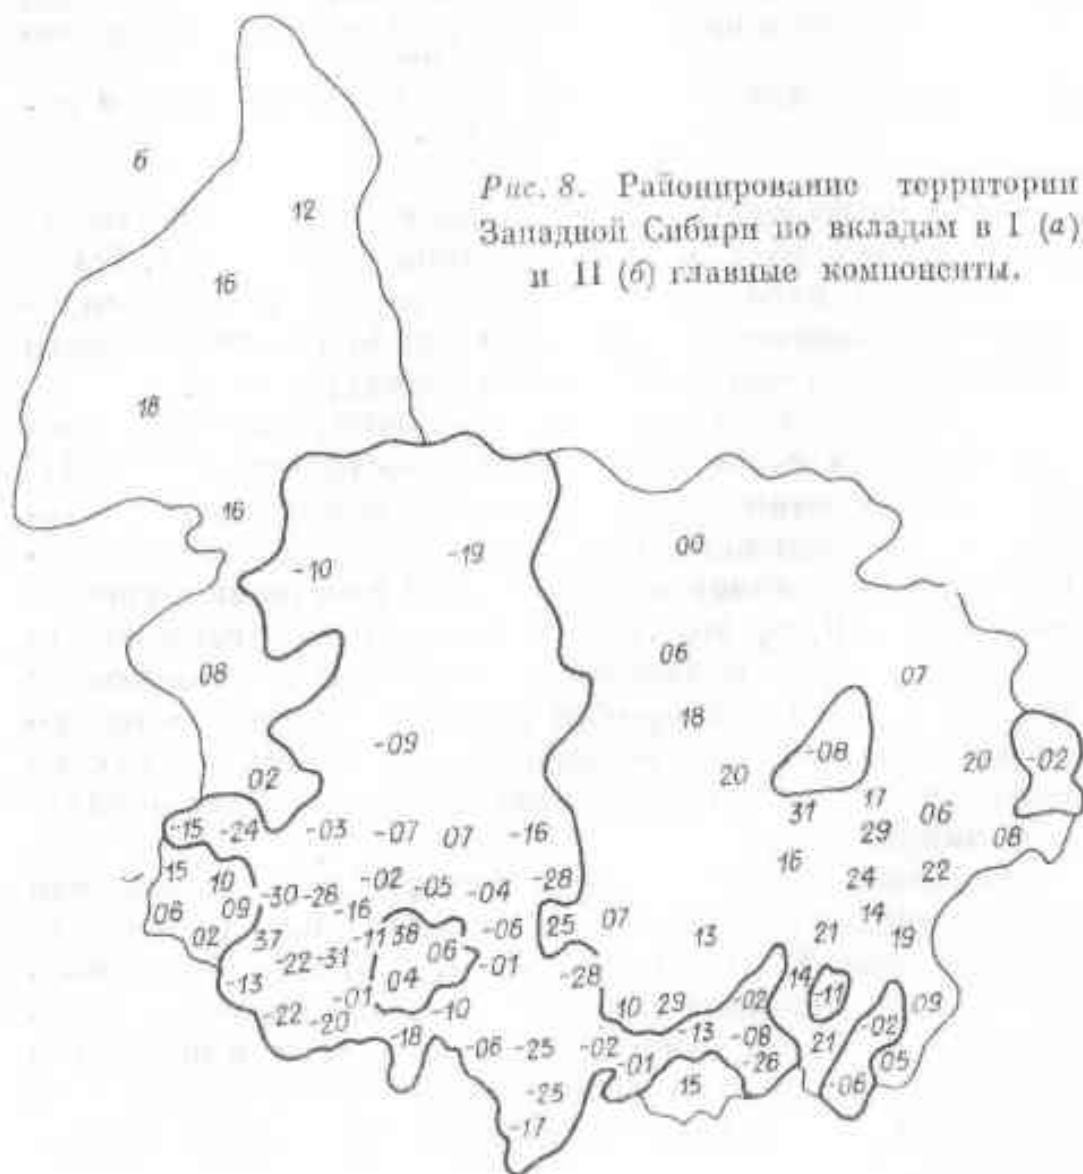 б
12
Рис. 8. Районирование территории
Западной Сибири по вкладам в I (а)
и II (б) главные компоненты.
16
18
16
-10 -19 00
08 06 07
18
-09 -08
02 20 20 -02
31 17
-15 -24 -03 -07 07 -16 29 06 08
15 10 -02 16 24 22
-30 -26 -05 -04 -28
06 09 -16 14
02 37 -11 38 06 -06 25 07 13 21 19
-22 -31 04 -01 -28 14 -11
-13 -01 -10 10 29 -02 -02 09
-22 -20 -18 -06 -25 -02 -13 -08 21 05
-01 15 -26 -06
-25
-17